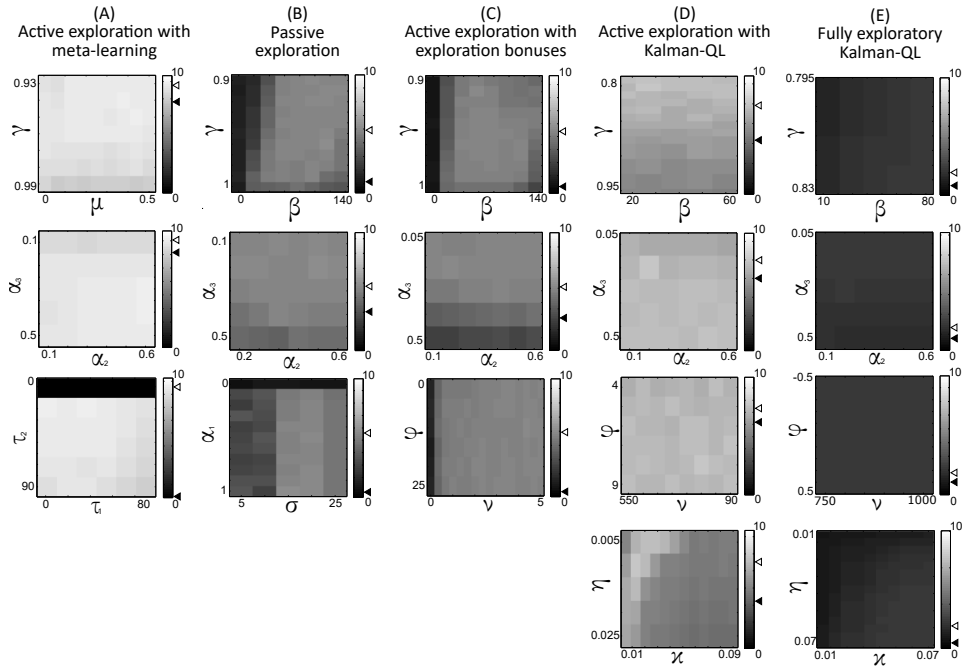 (A)
Active exploration with
meta-learning
(B)
Passive
exploration
(C)
Active exploration with
exploration bonuses
(D)
Active exploration with
Kalman-QL
(E)
Fully exploratory
Kalman-QL
0.93
γ
0.99
0
0.5
μ
10
0
0.9
γ
1
0
140
β
10
0
0.9
γ
1
0
140
β
10
0
0.8
γ
0.95
20
60
β
10
0
0.795
γ
0.83
10
80
β
10
0
0.1
α₃
0.5
0.1
0.6
α₂
10
0
0.1
α₃
0.5
0.2
0.6
α₂
10
0
0.05
α₃
0.5
0.1
0.6
α₂
10
0
0.05
α₃
0.5
0.1
0.6
α₂
10
0
0.05
α₃
0.5
0.1
0.6
α₂
10
0
0
τ₂
90
0
80
τ₁
10
0
0
α₁
1
5
25
σ
10
0
0
φ
25
0
5
ν
10
0
4
φ
9
550
90
ν
10
0
-0.5
φ
0.5
750
1000
ν
10
0
0.005
η
0.025
0.01
0.09
ϰ
10
0
0.01
η
0.07
0.01
0.07
ϰ
10
0